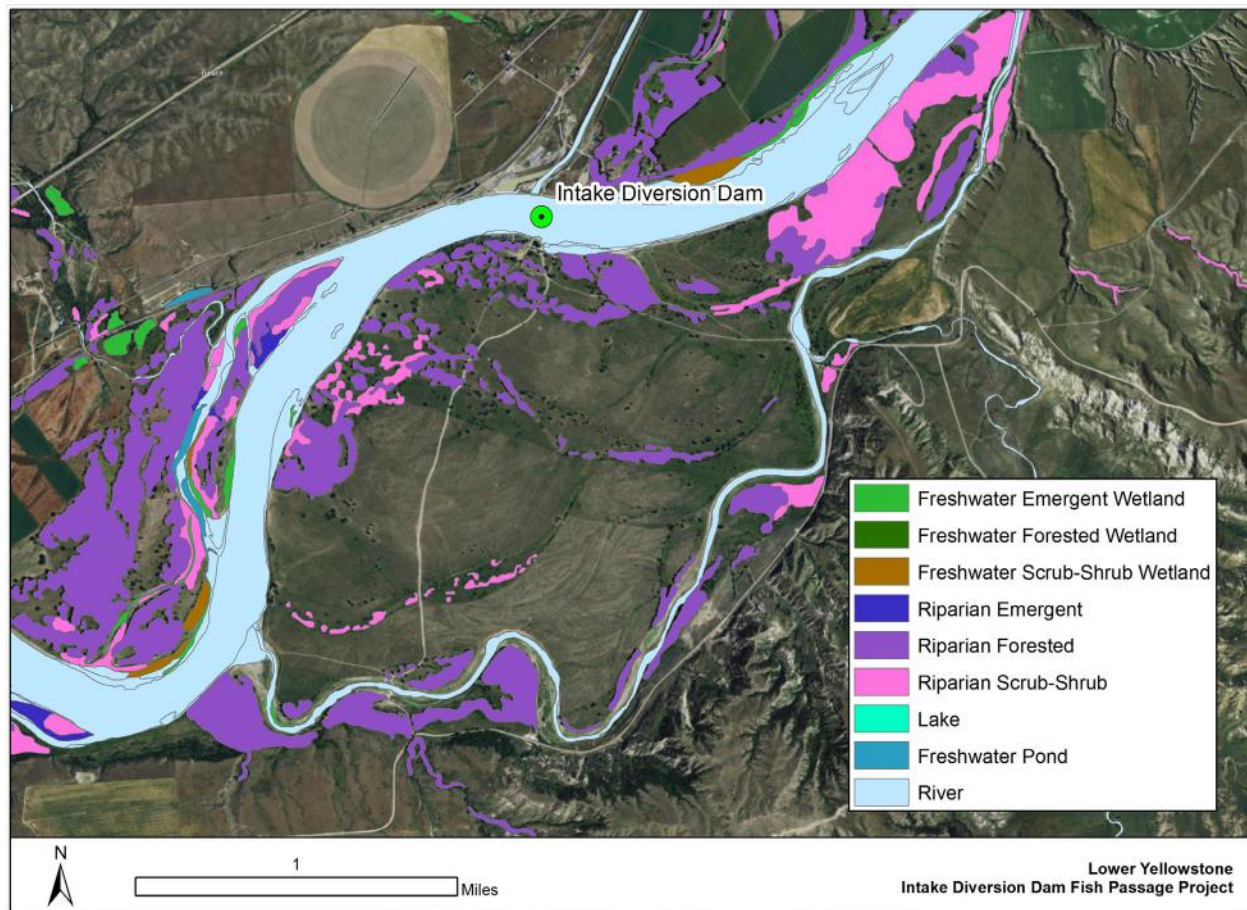 Intake Diversion Dam
Freshwater Emergent Wetland
Freshwater Forested Wetland
Freshwater Scrub-Shrub Wetland
Riparian Emergent
Riparian Forested
Riparian Scrub-Shrub
Lake
Freshwater Pond
River
N
1
Miles
Lower Yellowstone
Intake Diversion Dam Fish Passage Project